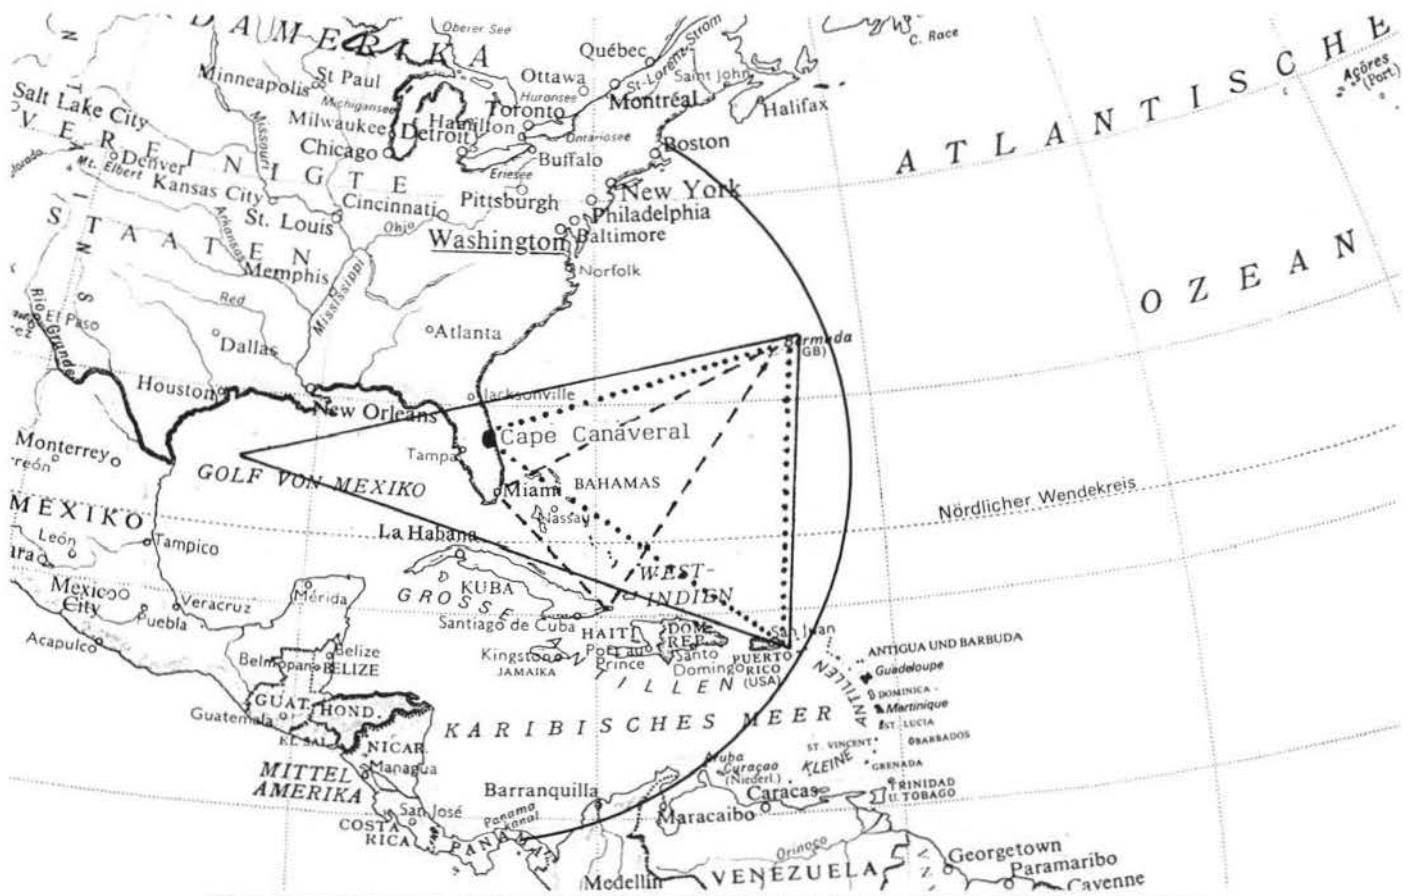 NORDAMERIKA
Oberer See
Québec
St-Lorenz-Strom
C. Race
ATLANTISCHE
Açôres
(Port.)
Minneapolis
St Paul
Ottawa
Saint John
Huronsee
Montréal
Halifax
Salt Lake City
Michigansee
Toronto
Milwaukee
Detroit
Hamilton
Ontariosee
Boston
Missouri
Chicago
Buffalo
VEREINIGTE
Denver
Eriesee
Mt. Elbert
Kansas City
Pittsburgh
New York
Cincinnati
Philadelphia
St. Louis
Ohio
Baltimore
STAATEN
Arkansas
Washington
OZEAN
Memphis
Norfolk
Red
Mississippi
Rio Grande
El Paso
Atlanta
Dallas
Bermuda
(GB)
Houston
Jacksonville
New Orleans
Cape Canaveral
Monterrey
Tampa
GOLF VON MEXIKO
Miami
BAHAMAS
Nördlicher Wendekreis
MEXIKO
Nassau
León
Tampico
La Habana
WEST-
INDIEN
Mexico
City
Mérida
KUBA
GROSSE
Veracruz
Puebla
Santiago de Cuba
San Juan
Acapulco
HAITI
DOM.
REP.
ANTIGUA UND BARBUDA
Belize
Kingston
Port au
Prince
Santo
Domingo
PUERTO
RICO
(USA)
Guadeloupe
Belmopan
BELIZE
JAMAIKA
ANTILLEN
ANTILLEN
DOMINICA
GUAT.
HOND.
Martinique
Guatemala
KARIBISCHES MEER
ST. LUCIA
EL SAL.
NICAR.
ST. VINCENT
BARBADOS
Managua
Aruba
Curaçao
(Niederl.)
KLEINE
GRENADA
MITTEL
AMERIKA
Barranquilla
Caracas
TRINIDAD
U. TOBAGO
San José
Panama
kanal
Maracaibo
COSTA
RICA
PANAMA
Orinoco
Georgetown
Medellín
VENEZUELA
Paramaribo
Cayenne